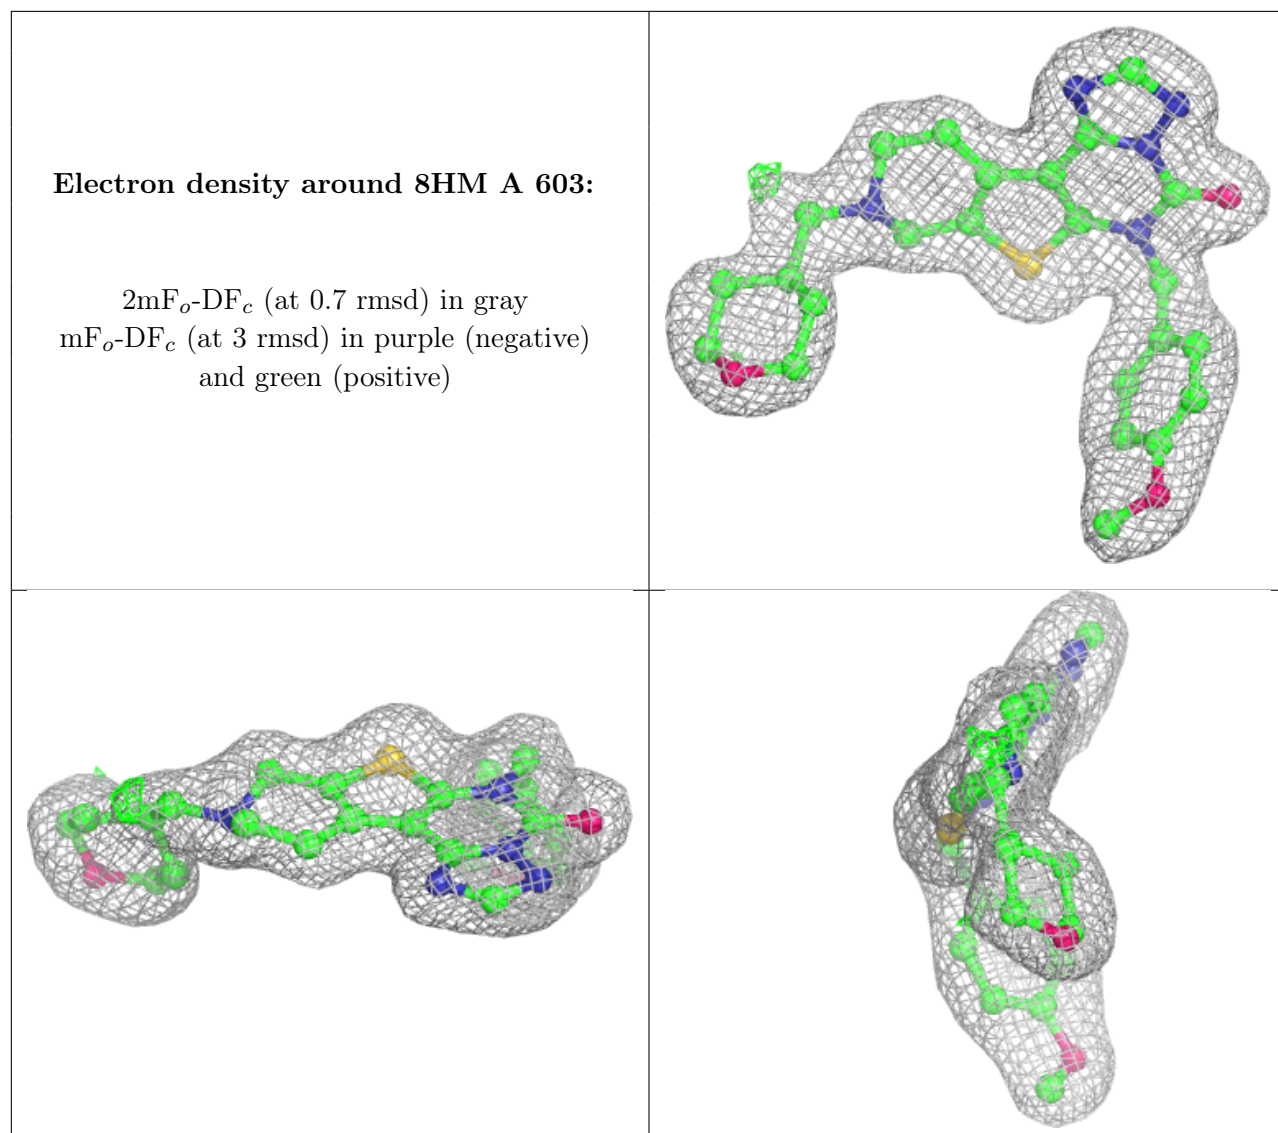 Electron density around 8HM A 603:
2mFo-DFc (at 0.7 rmsd) in gray
mFo-DFc (at 3 rmsd) in purple (negative)
and green (positive)